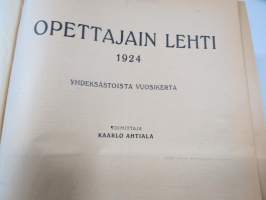 OPETTAJAIN LEHTI
1924
YHDEKSÄSTOISTA VUOSIKERTA
TOIMITTAJA
KAARLO AHTIALA